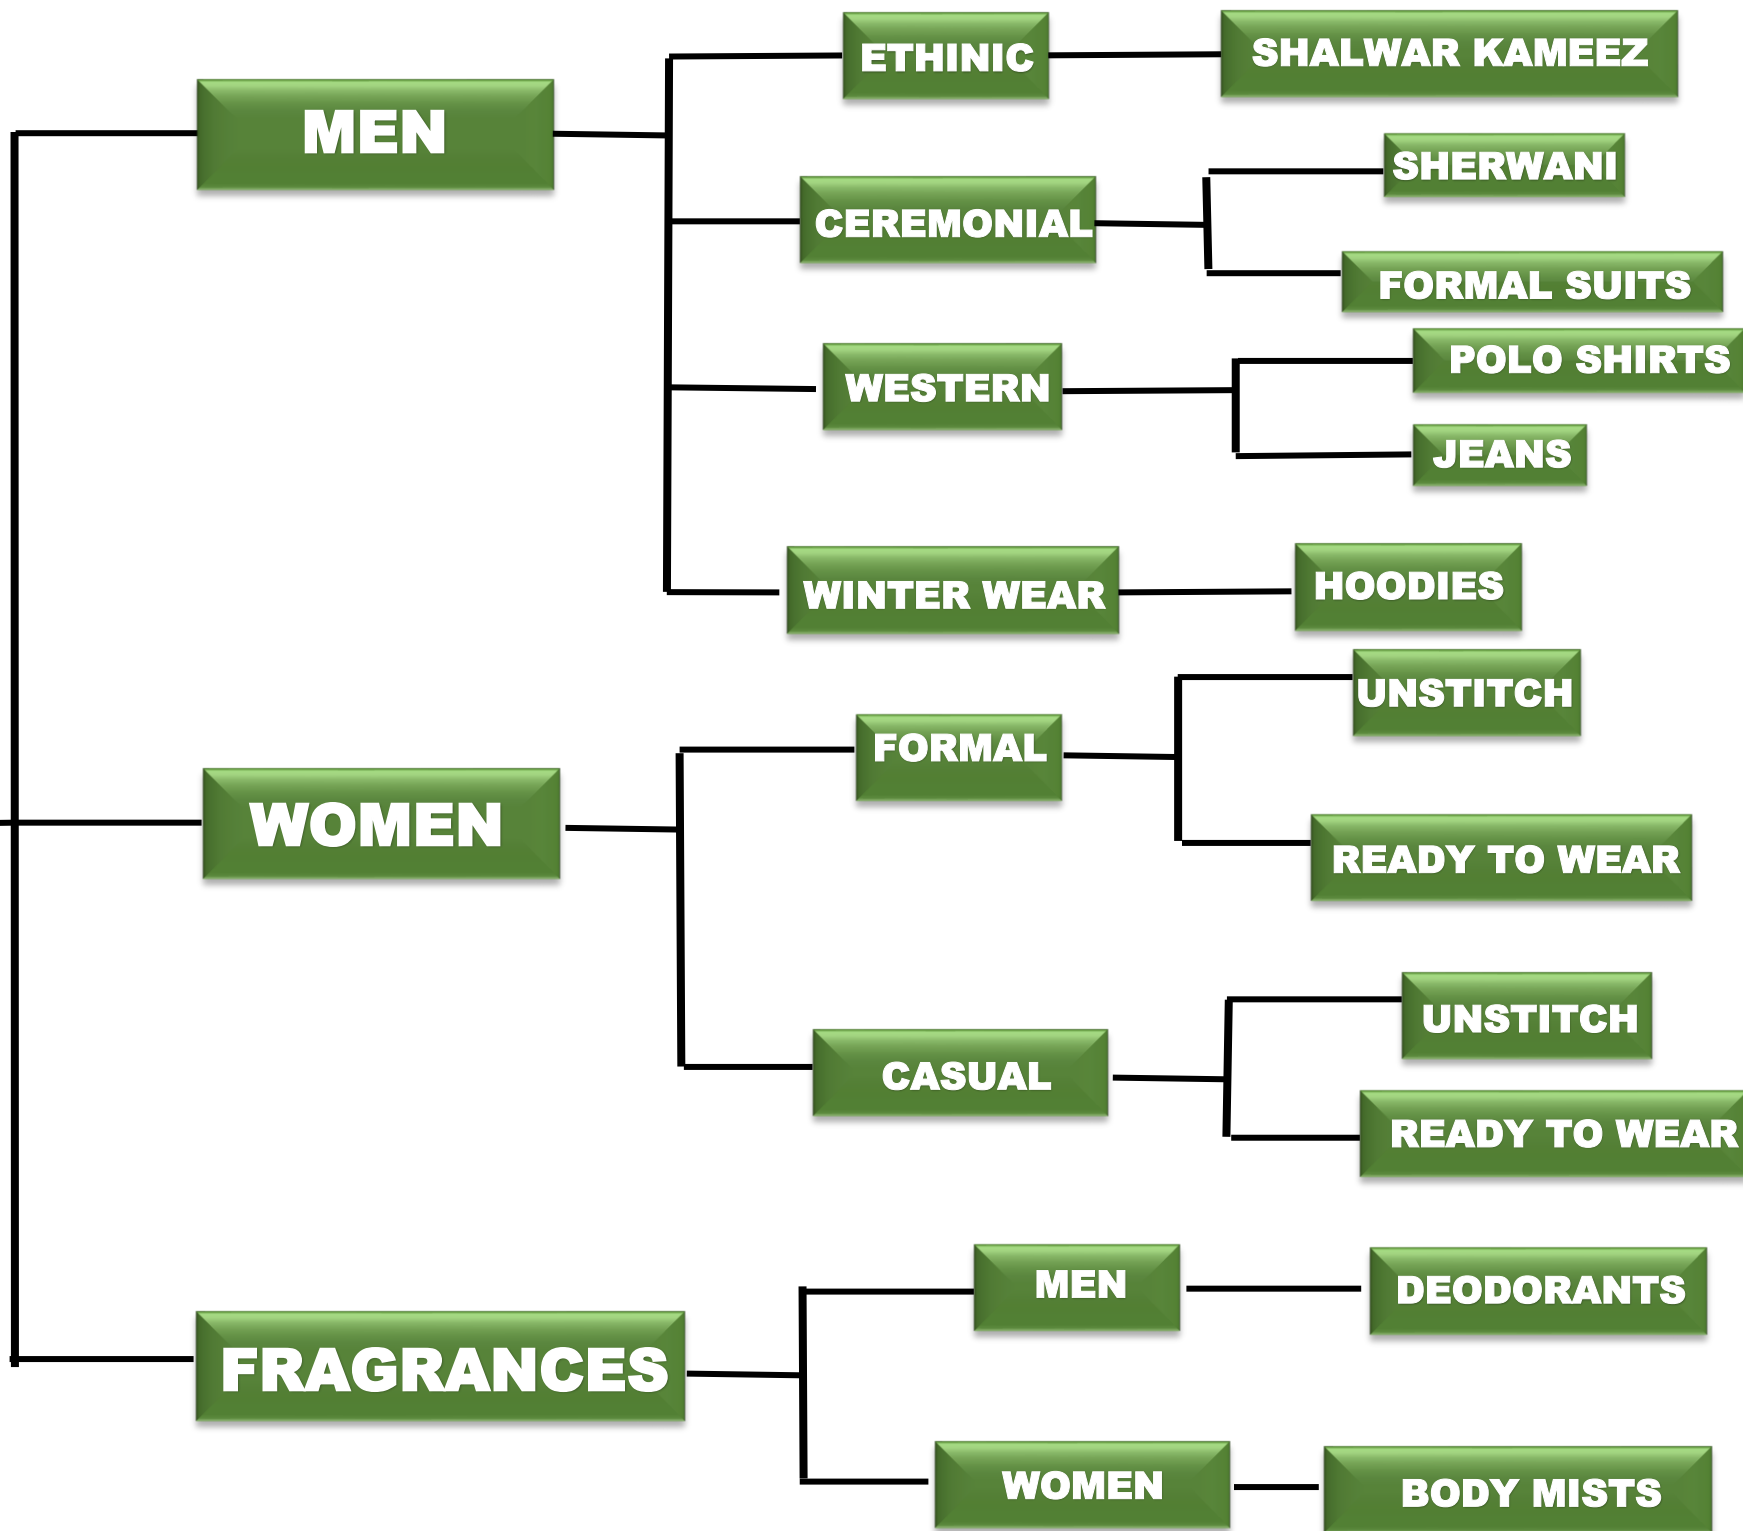 MEN
ETHINIC
SHALWAR KAMEEZ
CEREMONIAL
SHERWANI
FORMAL SUITS
WESTERN
POLO SHIRTS
JEANS
WINTER WEAR
HOODIES
WOMEN
FORMAL
UNSTITCH
READY TO WEAR
CASUAL
UNSTITCH
READY TO WEAR
FRAGRANCES
MEN
DEODORANTS
WOMEN
BODY MISTS